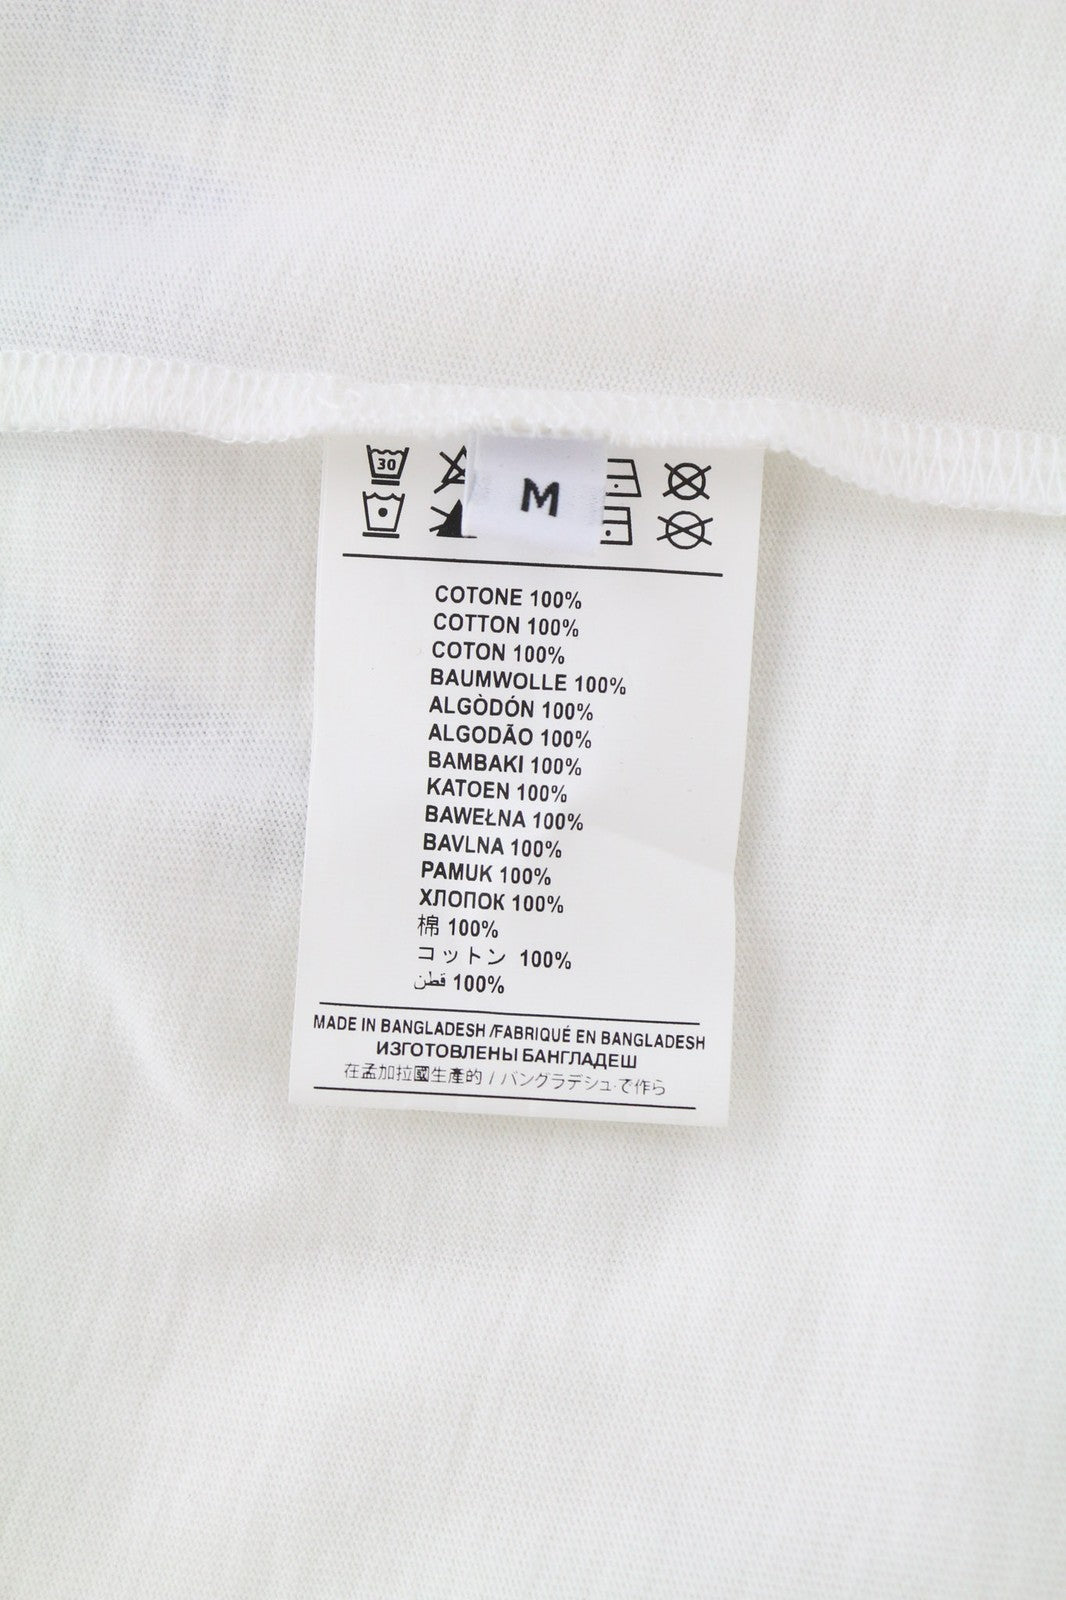 30
M
COTONE 100%
COTTON 100%
COTON 100%
BAUMWOLLE 100%
ALGÒDÓN 100%
ALGODÃO 100%
BAMBAKI 100%
KATOEN 100%
BAWEŁNA 100%
BAVLNA 100%
PAMUK 100%
ХЛОПОК 100%
棉 100%
コットン 100%
قطن 100%
MADE IN BANGLADESH /FABRIQUÉ EN BANGLADESH
ИЗГОТОВЛЕНЫ БАНГЛАДЕШ
在孟加拉國生產的 / バングラデシュで作ら